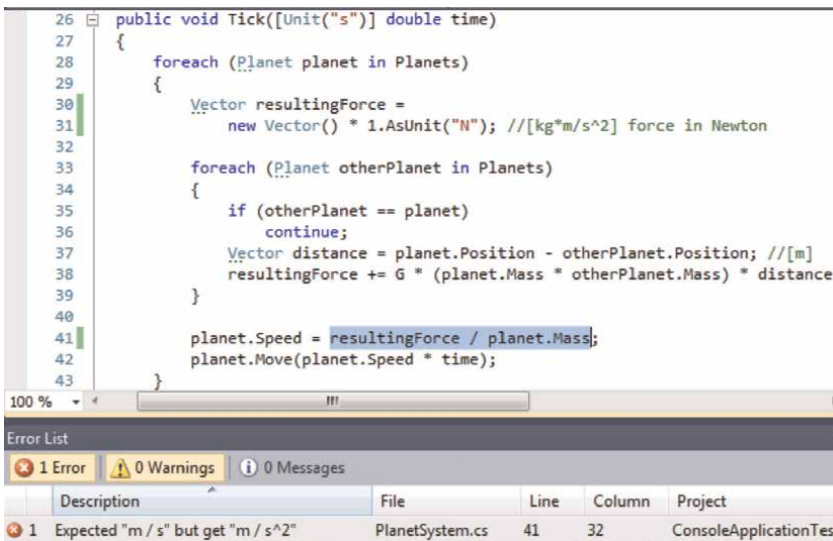 26 public void Tick([Unit("s")] double time)
27 {
28 foreach (Planet planet in Planets)
29 {
30 Vector resultingForce =
31 new Vector() * 1.AsUnit("N"); //[kg*m/s^2] force in Newton
32
33 foreach (Planet otherPlanet in Planets)
34 {
35 if (otherPlanet == planet)
36 continue;
37 Vector distance = planet.Position - otherPlanet.Position; //[m]
38 resultingForce += G * (planet.Mass * otherPlanet.Mass) * distance
39 }
40
41 planet.Speed = resultingForce / planet.Mass;
42 planet.Move(planet.Speed * time);
43 }
100 %
Error List
1 Error 0 Warnings 0 Messages
Description File Line Column Project
1 Expected "m / s" but get "m / s^2" PlanetSystem.cs 41 32 ConsoleApplicationTes